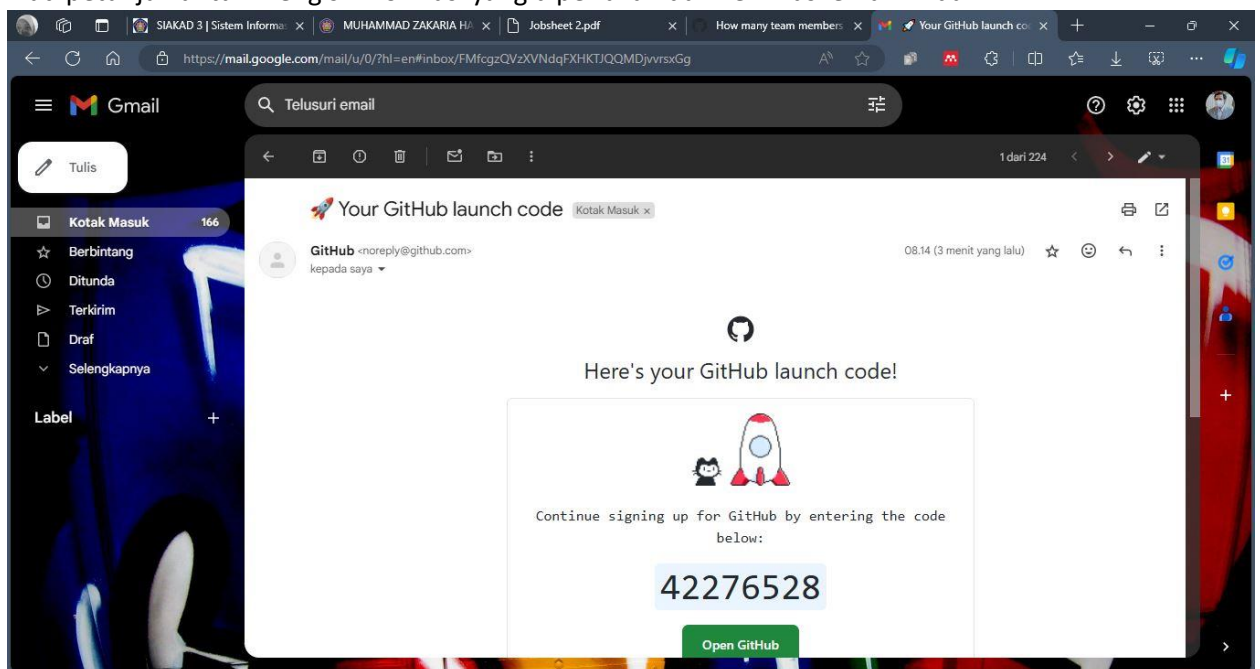 SIAKAD 3 | Sistem Informa
MUHAMMAD ZAKARIA HA
Jobsheet 2.pdf
How many team members
🚀 Your GitHub launch co
https://mail.google.com/mail/u/0/?hl=en#inbox/FMfcgzQVzXVNdqFXHKTJQQMDjvvrsxGg
Gmail
Telusuri email
Tulis
1 dari 224
Kotak Masuk 166
Berbintang
Ditunda
Terkirim
Draf
Selengkapnya
Label +
🚀 Your GitHub launch code Kotak Masuk x
GitHub <noreply@github.com>
08.14 (3 menit yang lalu)
kepada saya
Here's your GitHub launch code!
Continue signing up for GitHub by entering the code
below:
42276528
Open GitHub
31